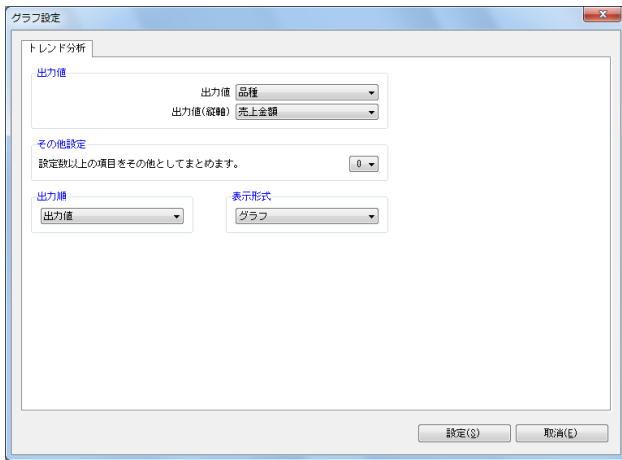 グラフ設定
トレンド分析
出力値
出力値 品種
出力値(縦軸) 売上金額
その他設定
設定数以上の項目をその他としてまとめます。 0
出力順 表示形式
出力値 グラフ
設定(S) 取消(E)